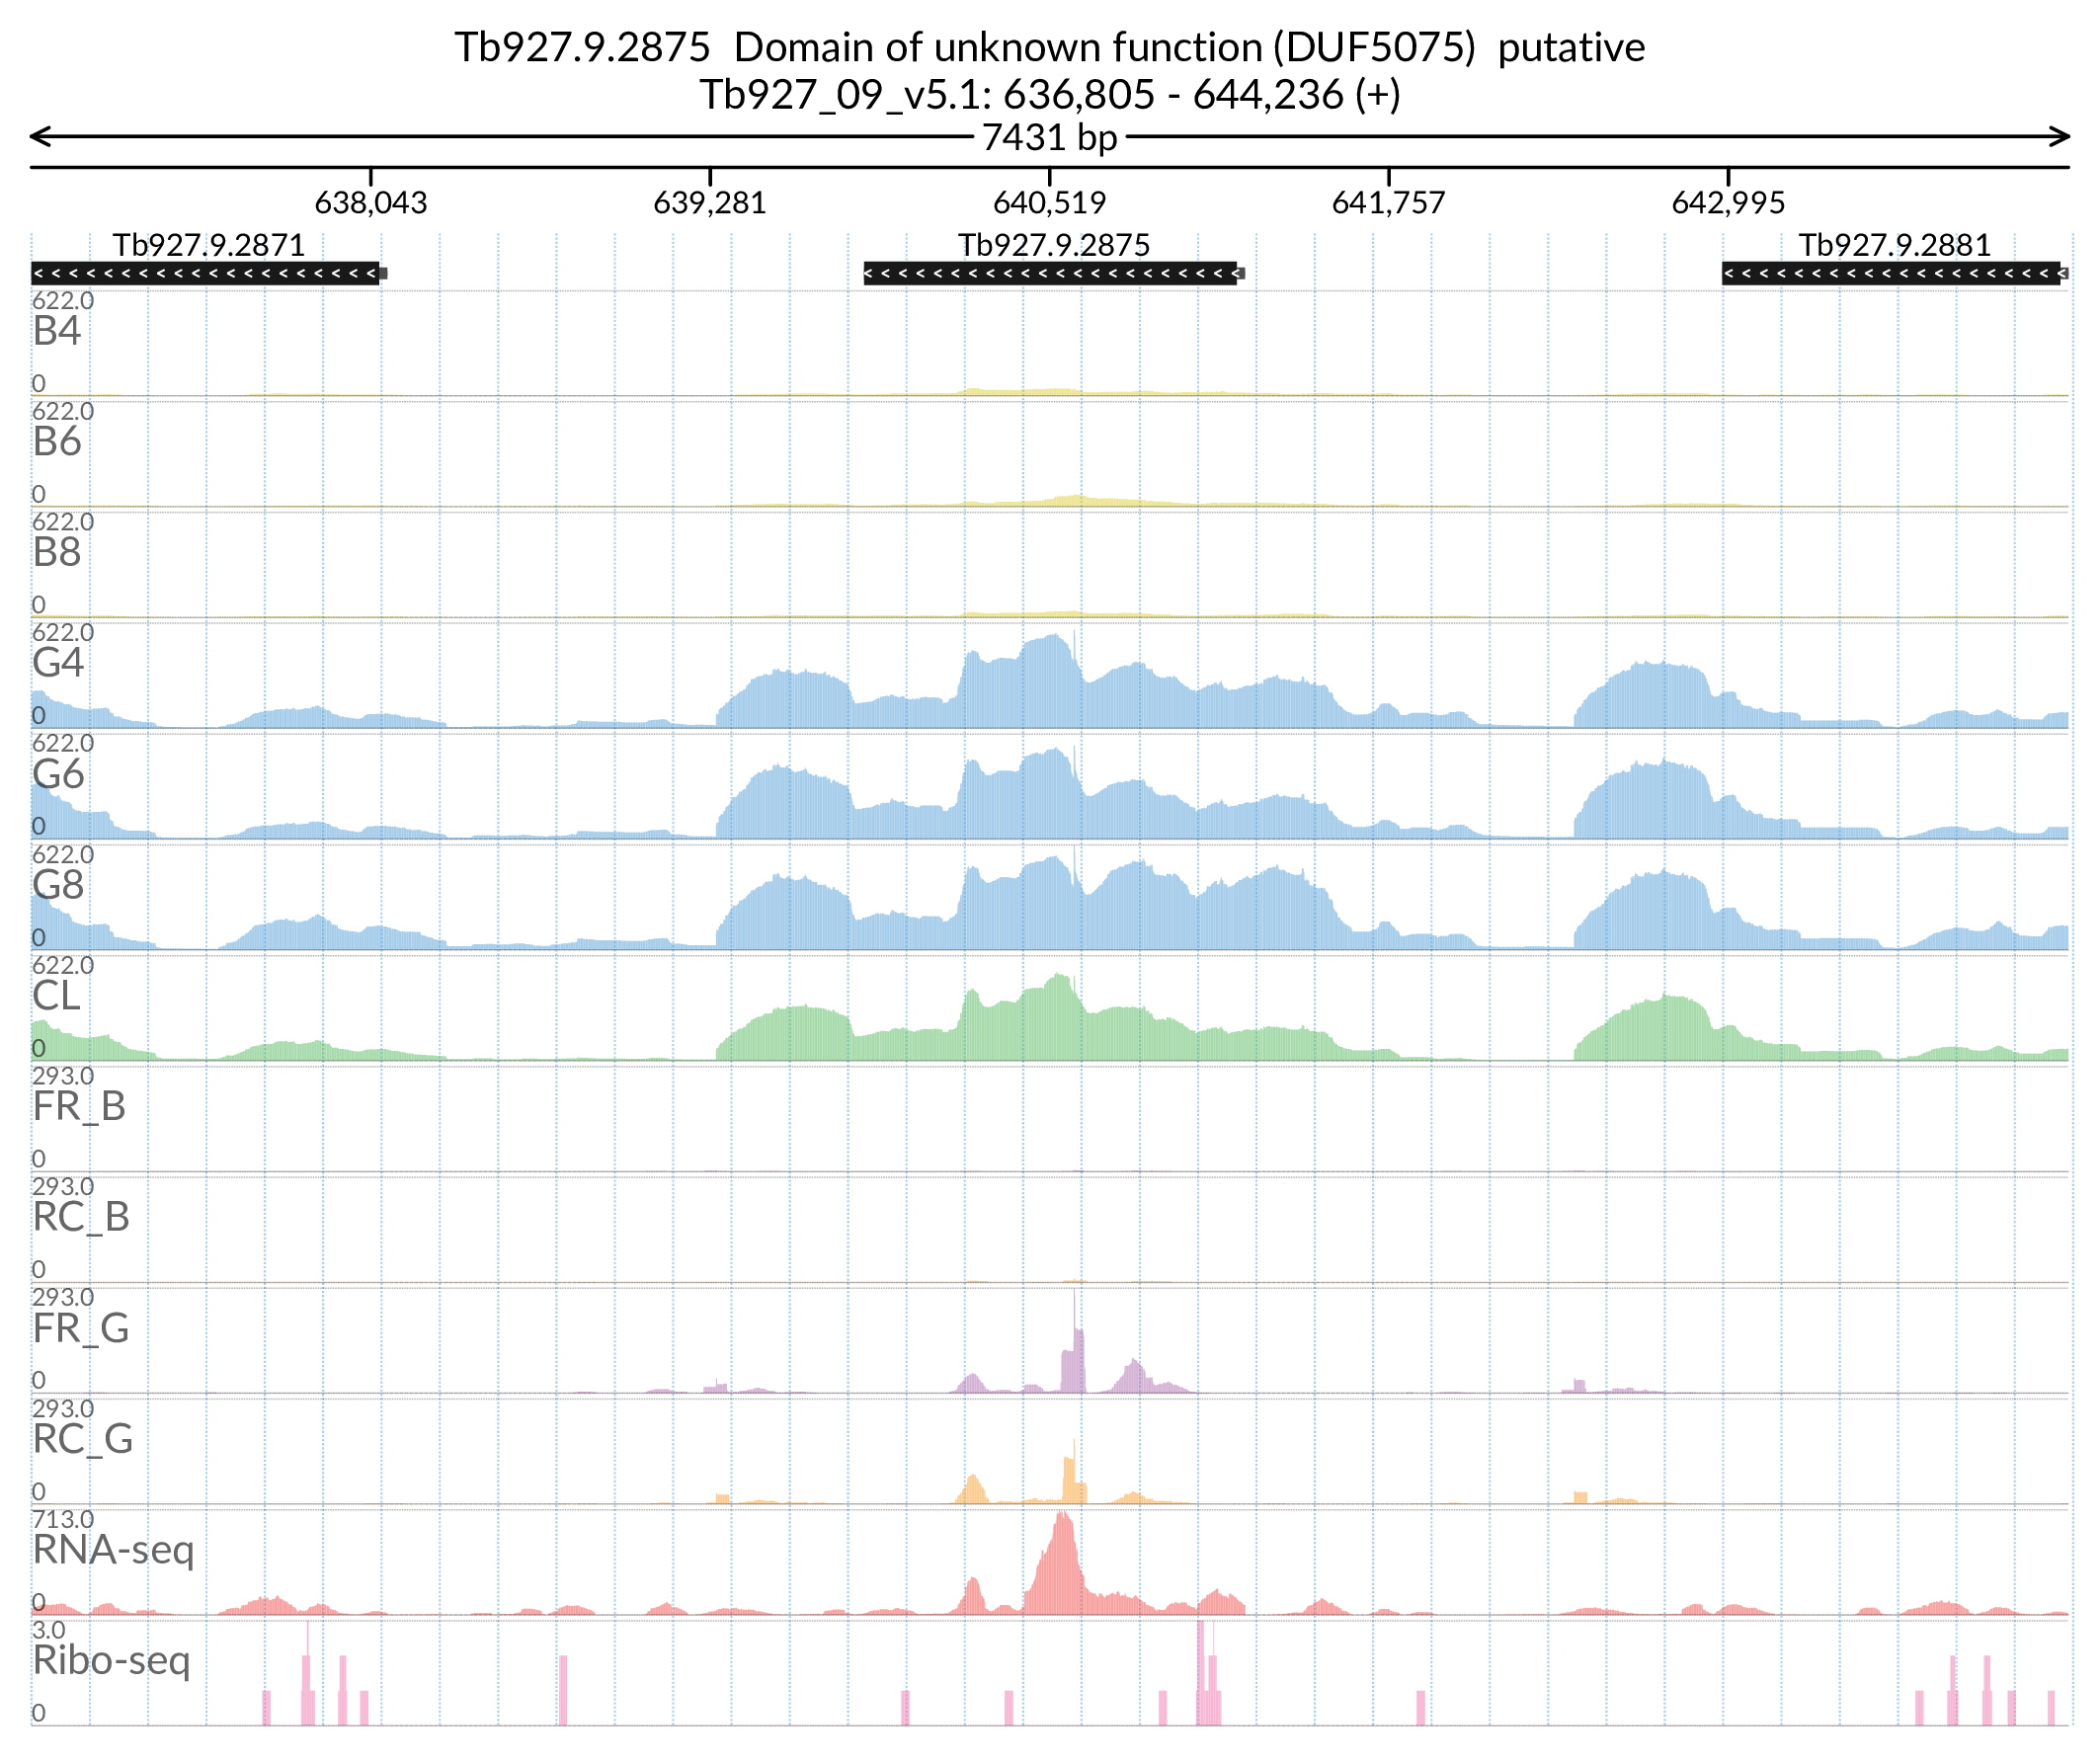 Tb927.9.2875 Domain of unknown function (DUF5075) putative
Tb927_09_v5.1: 636,805 - 644,236 (+)
7431 bp
638,043 639,281 640,519 641,757 642,995
Tb927.9.2871 Tb927.9.2875 Tb927.9.2881
622.0
B4
0
622.0
B6
0
622.0
B8
0
622.0
G4
0
622.0
G6
0
622.0
G8
0
622.0
CL
0
293.0
FR_B
0
293.0
RC_B
0
293.0
FR_G
0
293.0
RC_G
0
713.0
RNA-seq
0
3.0
Ribo-seq
0